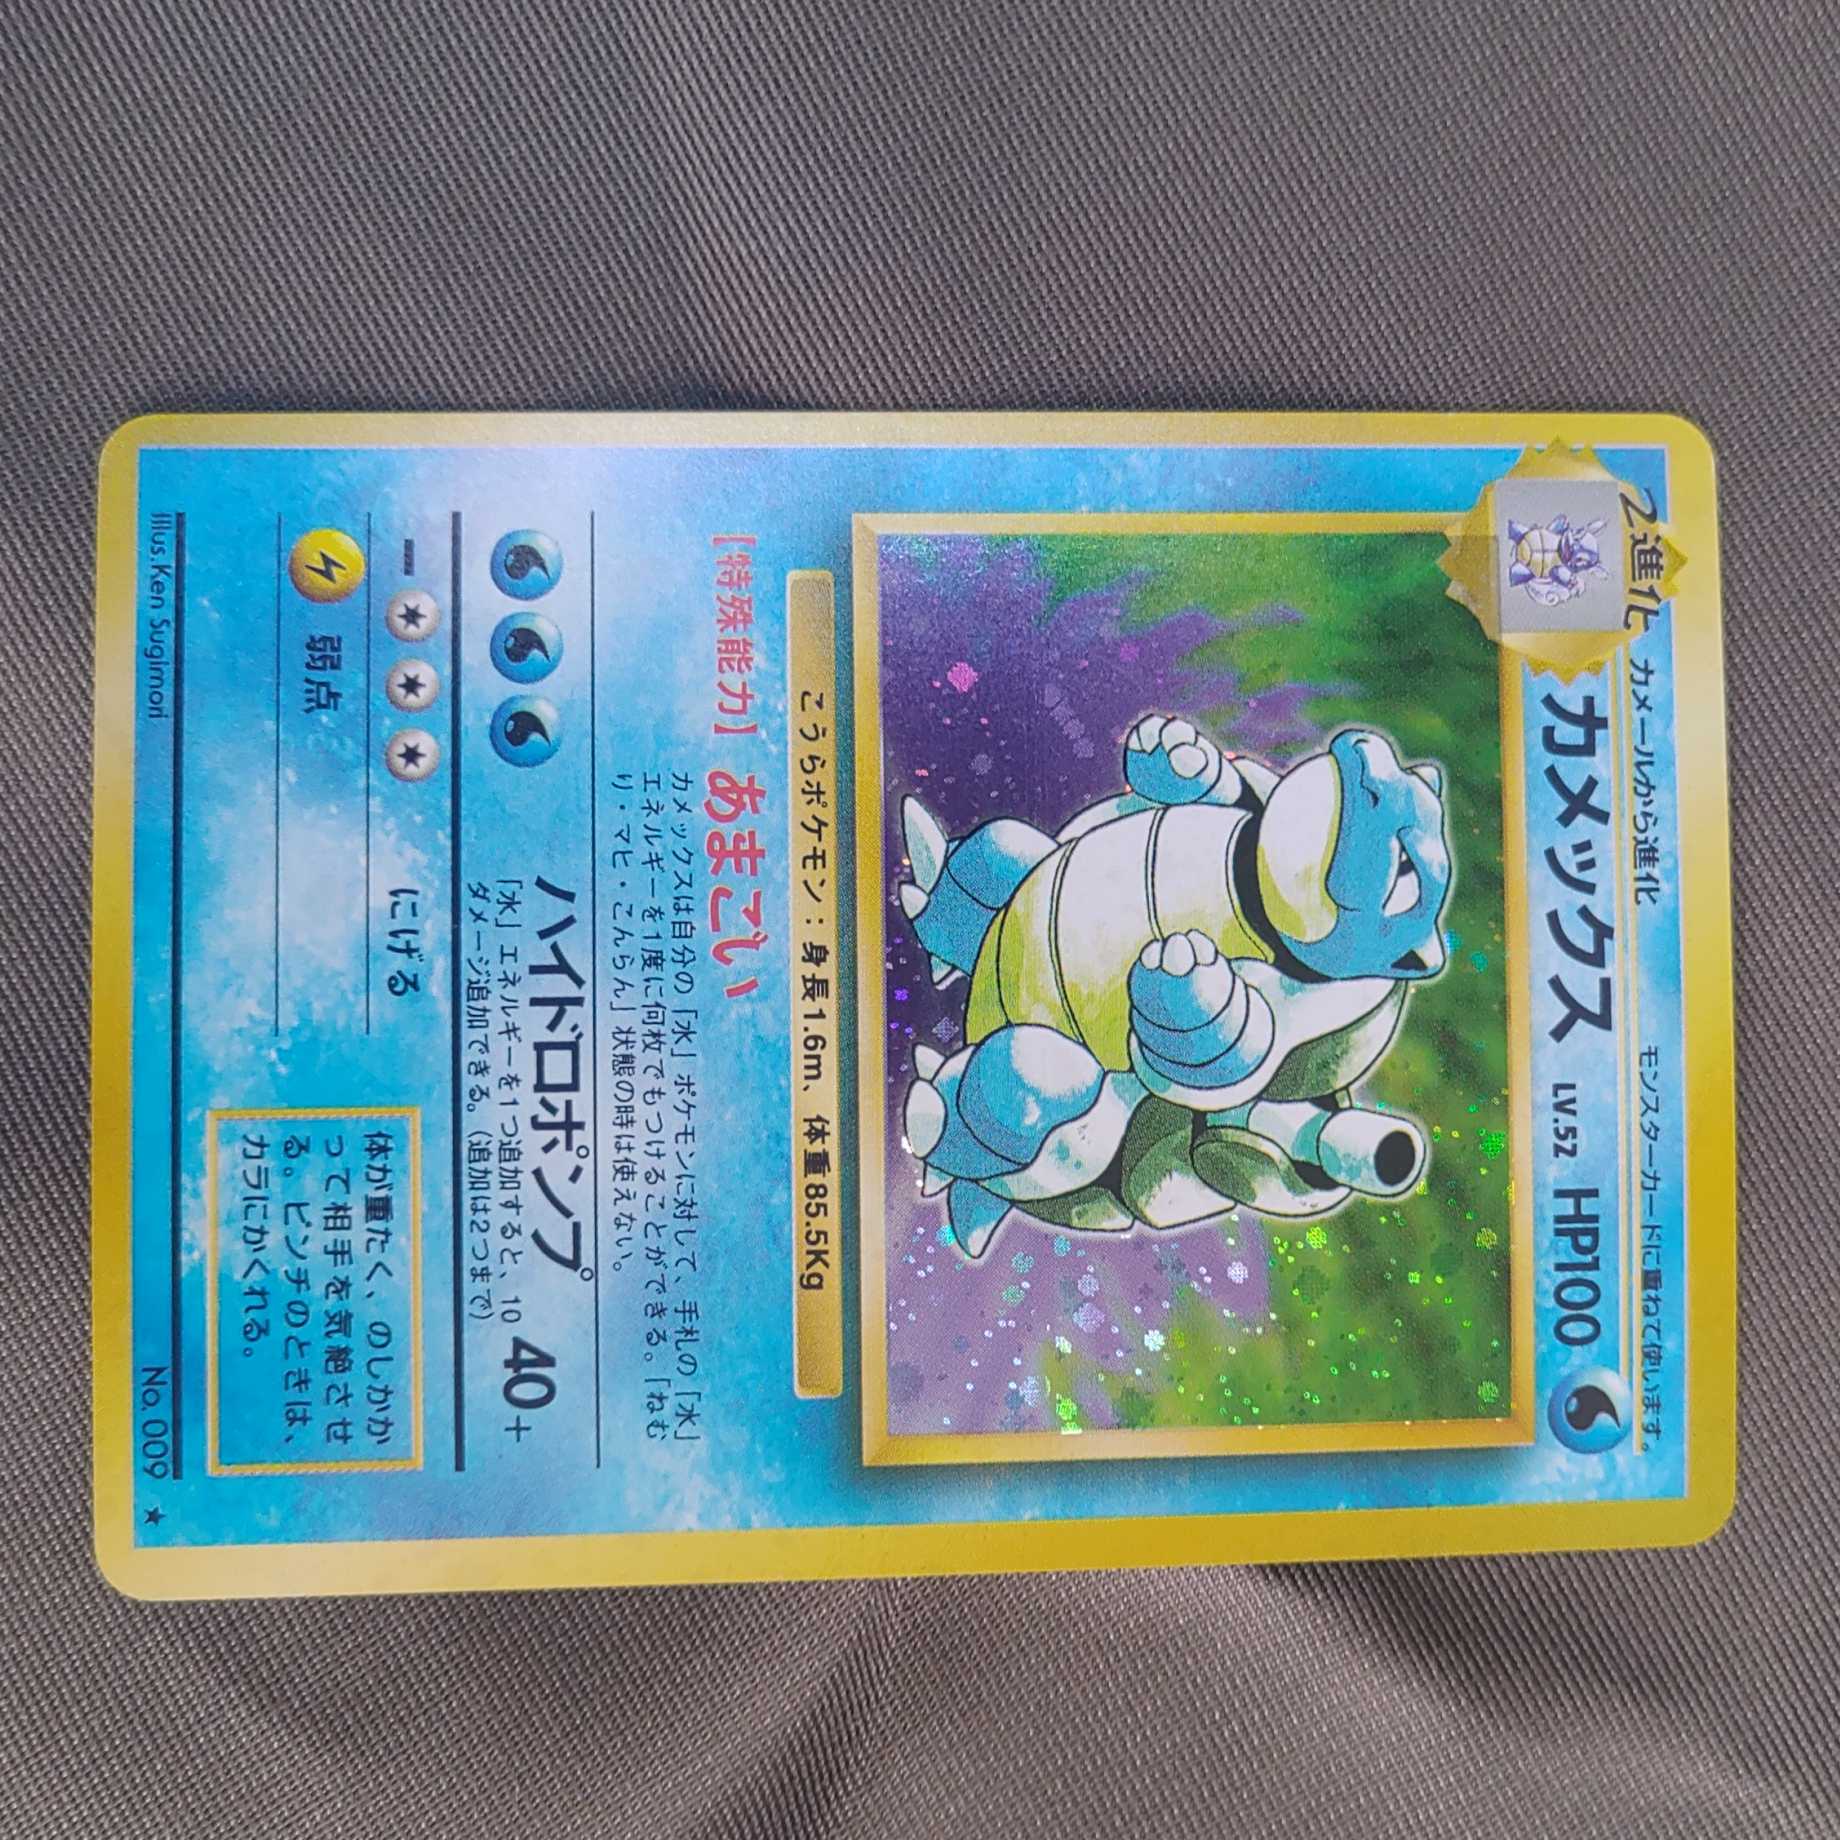 2進化 カメールから進化 モンスターカードに重ねて使います。
カメックス LV.52 HP100
こうらポケモン：身長1.6m、体重85.5Kg
【特殊能力】あまごい
カメックスは自分の「水」ポケモンに対して、手札の「水」
エネルギーを1度に何枚でもつけることができる。「ねむ
り・マヒ・こんらん」状態の時は使えない。
ハイドロポンプ 40+
「水」エネルギーを1つ追加すると、10
ダメージ追加できる。（追加は2つまで）
にげる
弱点
体が重たく、のしかか
って相手を気絶させ
る。ピンチのときは、
カラにかくれる。
Illus.Ken Sugimori No.009 ★